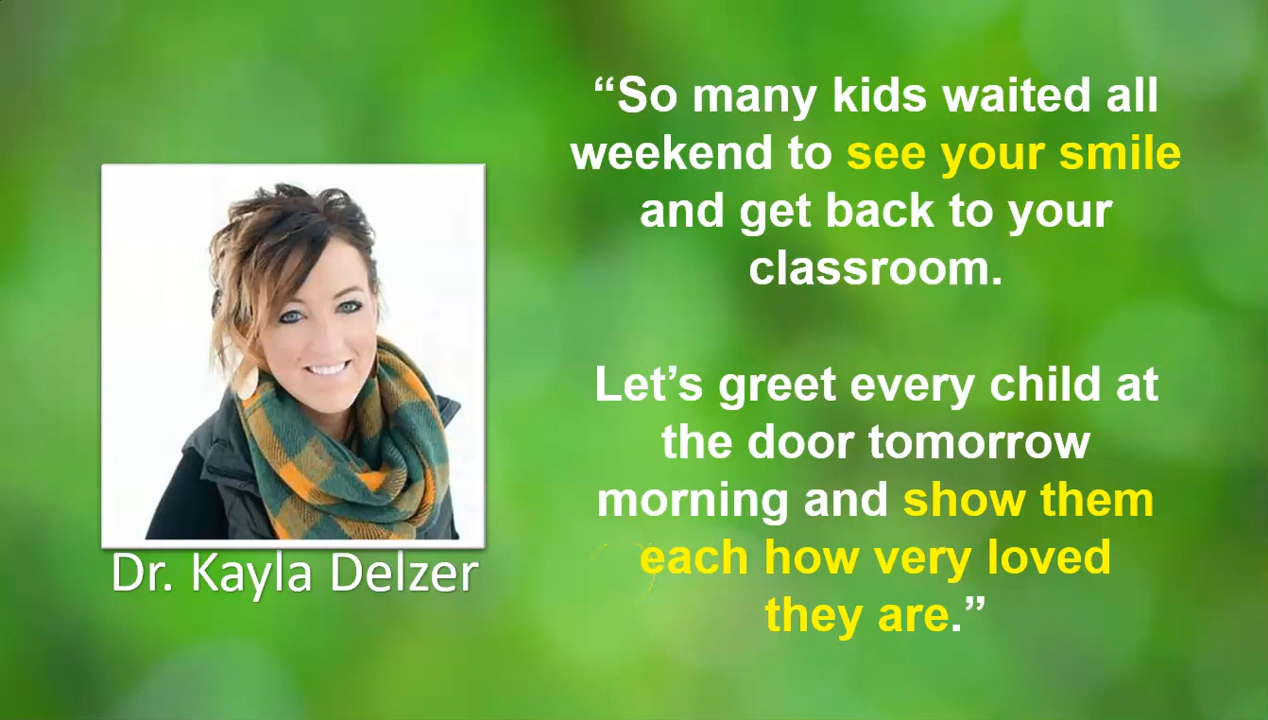 “So many kids waited all
weekend to see your smile
and get back to your
classroom.
Let’s greet every child at
the door tomorrow
morning and show them
each how very loved
they are.”
Dr. Kayla Delzer